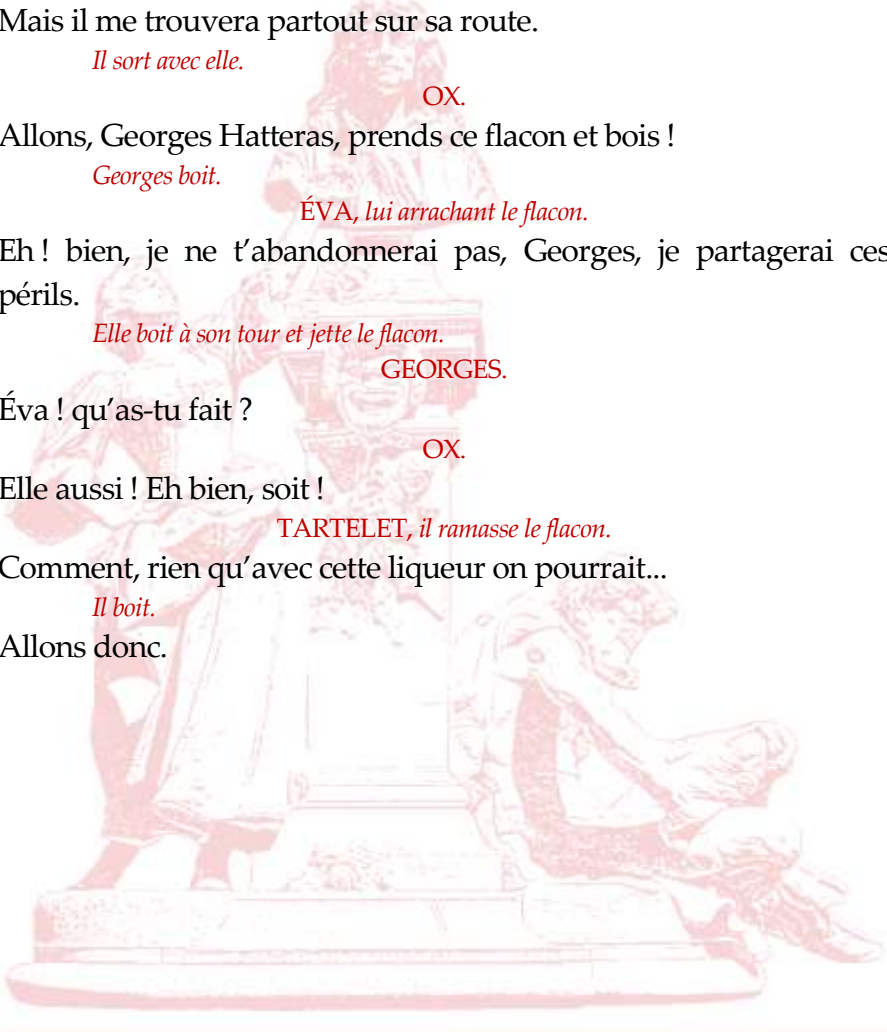 Mais il me trouvera partout sur sa route.
Il sort avec elle.
OX.
Allons, Georges Hatteras, prends ce flacon et bois !
Georges boit.
ÉVA, lui arrachant le flacon.
Eh ! bien, je ne t’abandonnerai pas, Georges, je partagerai ces
périls.
Elle boit à son tour et jette le flacon.
GEORGES.
Éva ! qu’as-tu fait ?
OX.
Elle aussi ! Eh bien, soit !
TARTELET, il ramasse le flacon.
Comment, rien qu’avec cette liqueur on pourrait...
Il boit.
Allons donc.